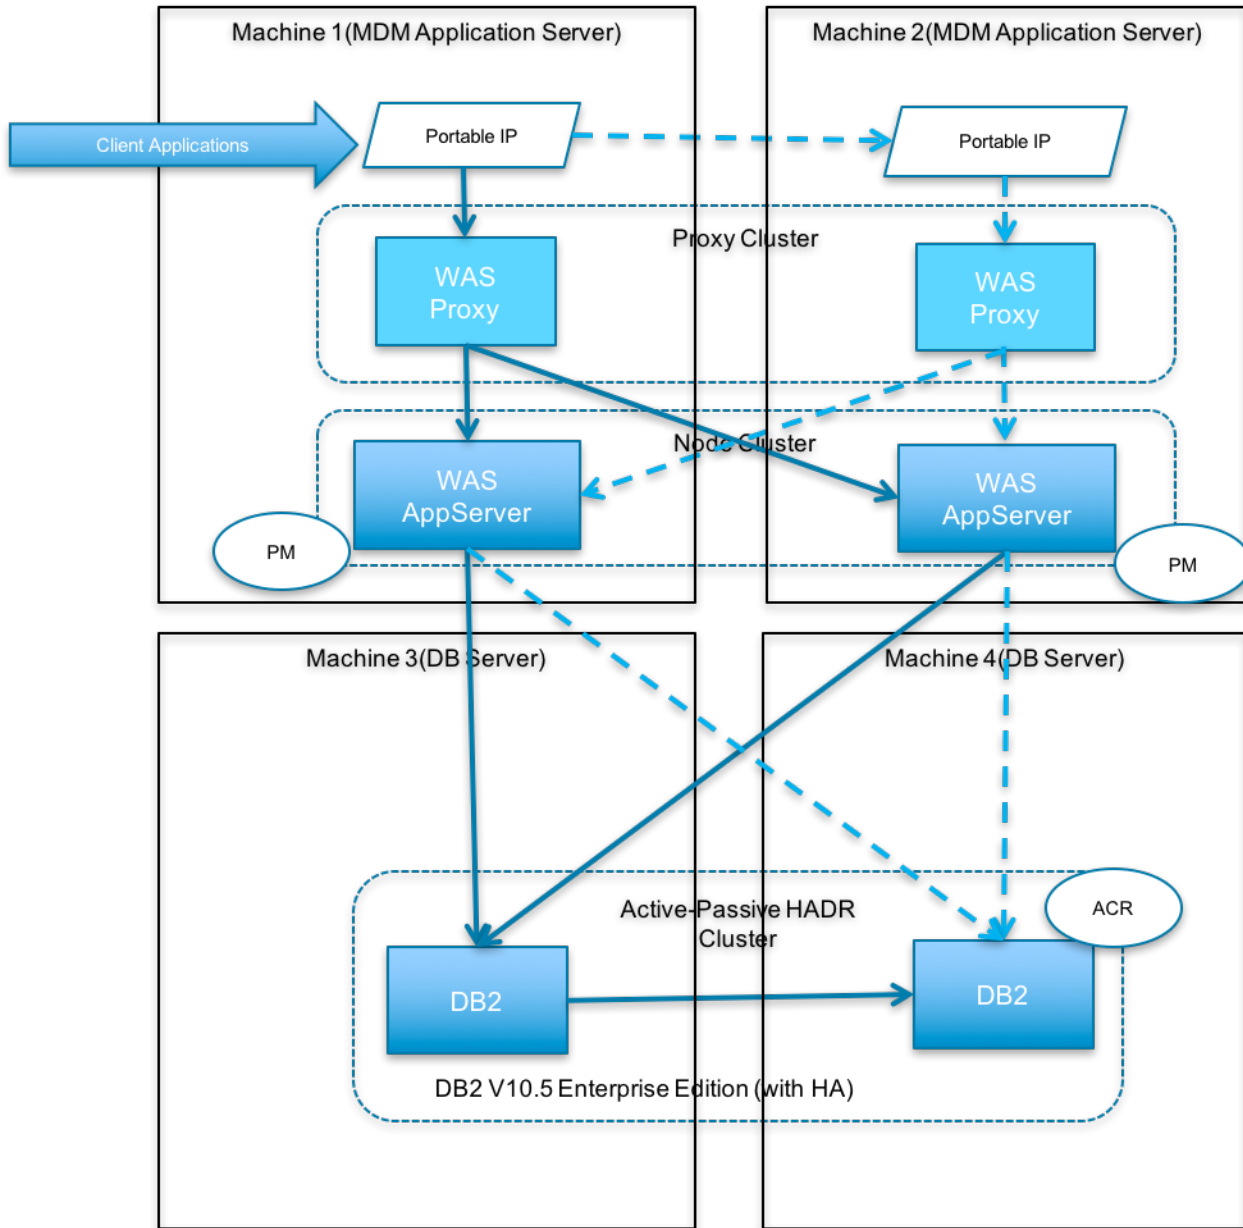 Machine 1(MDM Application Server)
Machine 2(MDM Application Server)
Client Applications
Portable IP
Portable IP
Proxy Cluster
WAS
Proxy
WAS
Proxy
Node Cluster
WAS
AppServer
WAS
AppServer
PM
PM
Machine 3(DB Server)
Machine 4(DB Server)
Active-Passive HADR
Cluster
ACR
DB2
DB2
DB2 V10.5 Enterprise Edition (with HA)